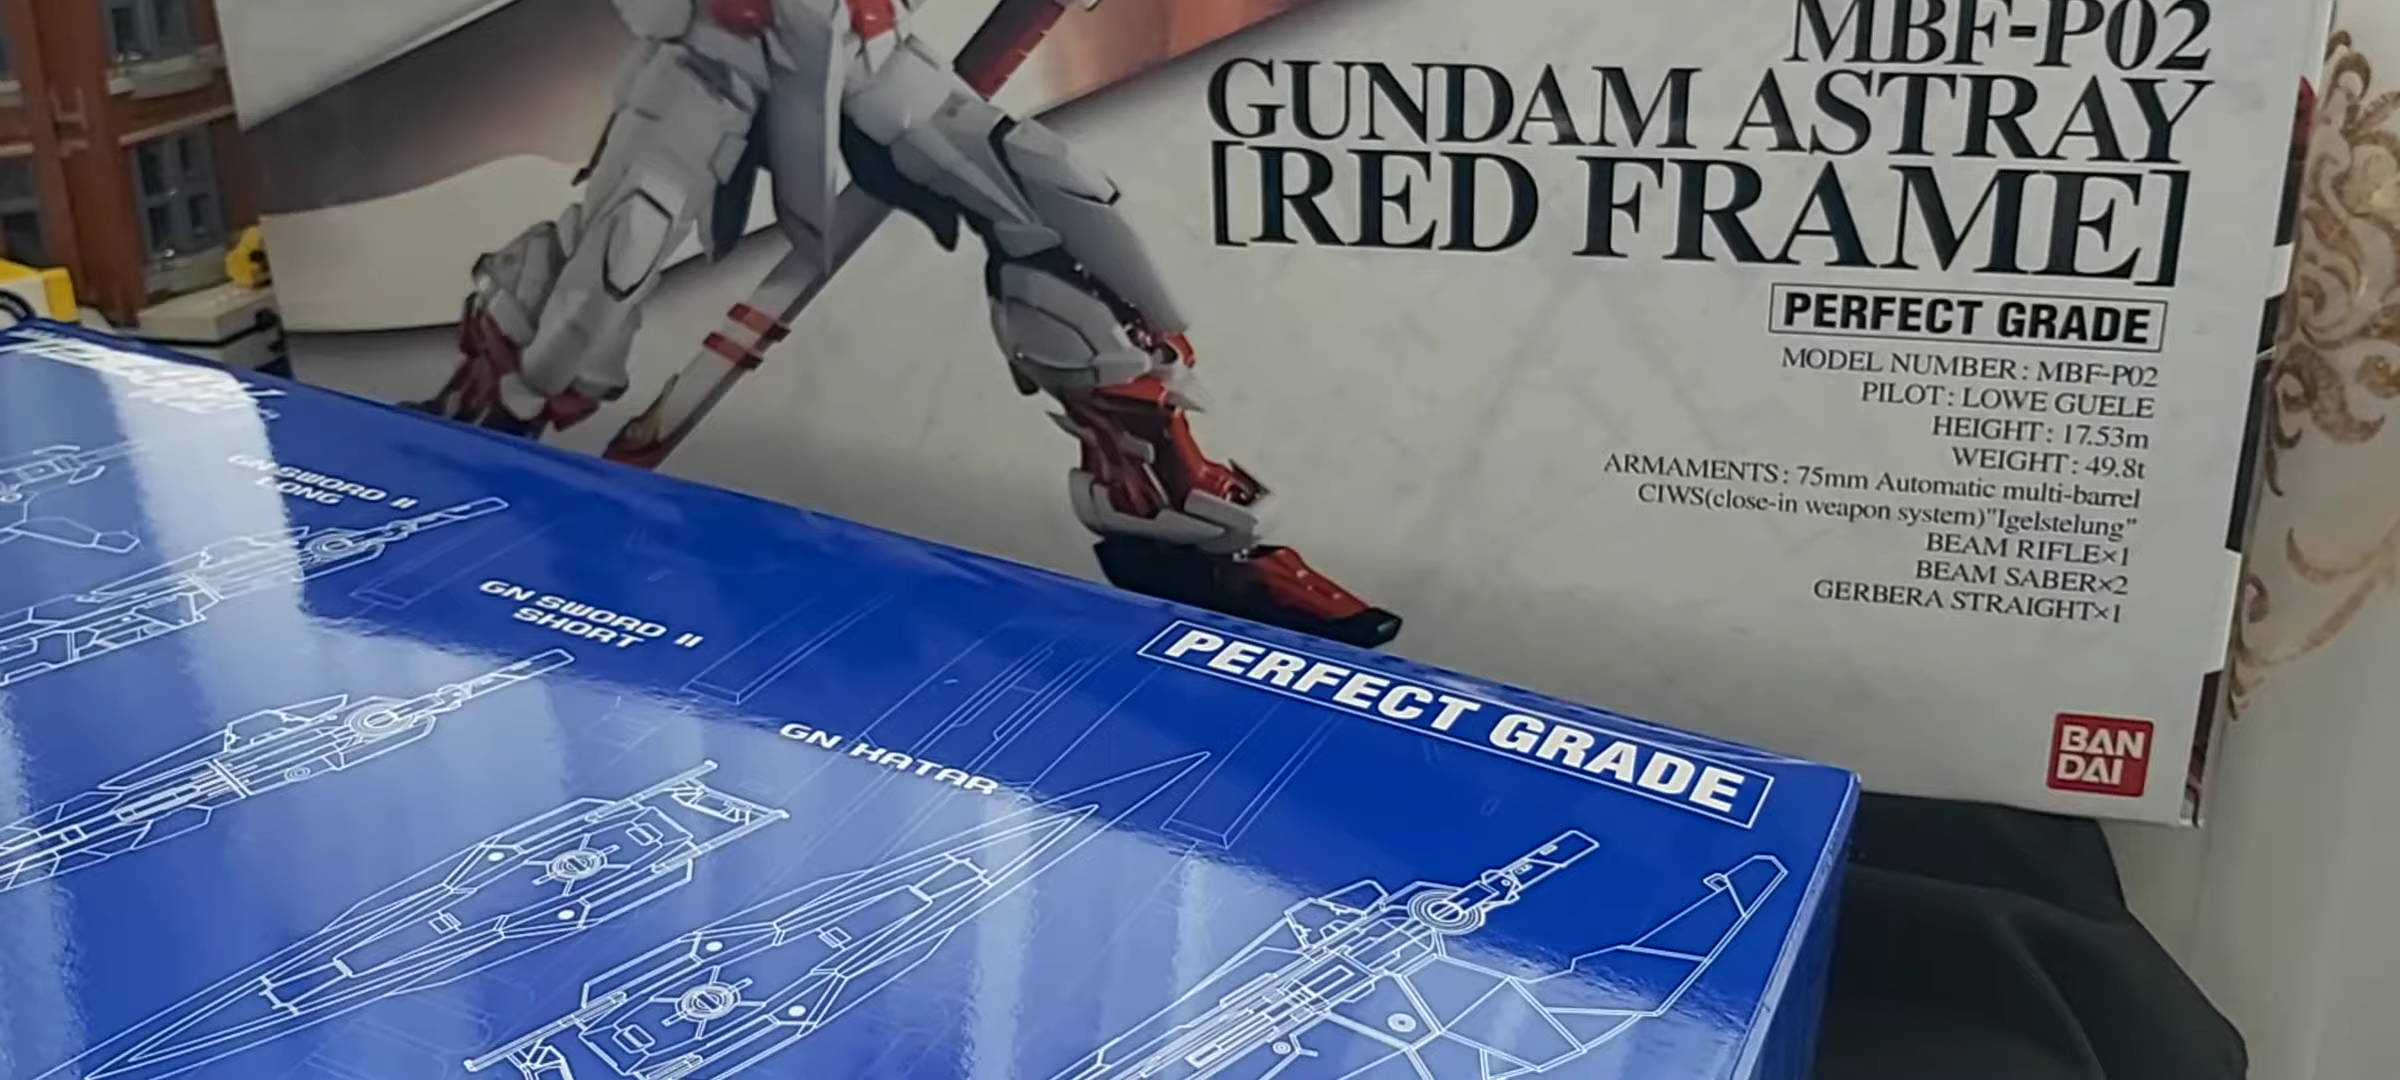 MBF-P02
GUNDAM ASTRAY
[RED FRAME]
PERFECT GRADE
MODEL NUMBER: MBF-P02
PILOT: LOWE GUELE
HEIGHT: 17.53m
WEIGHT: 49.8t
ARMAMENTS: 75mm Automatic multi-barrel
CIWS(close-in weapon system)"Igelstelung"
BEAM RIFLE×1
BEAM SABER×2
GERBERA STRAIGHT×1
BAN
DAI
GN SWORD II
LONG
GN SWORD II
SHORT
GN KATAR
PERFECT GRADE